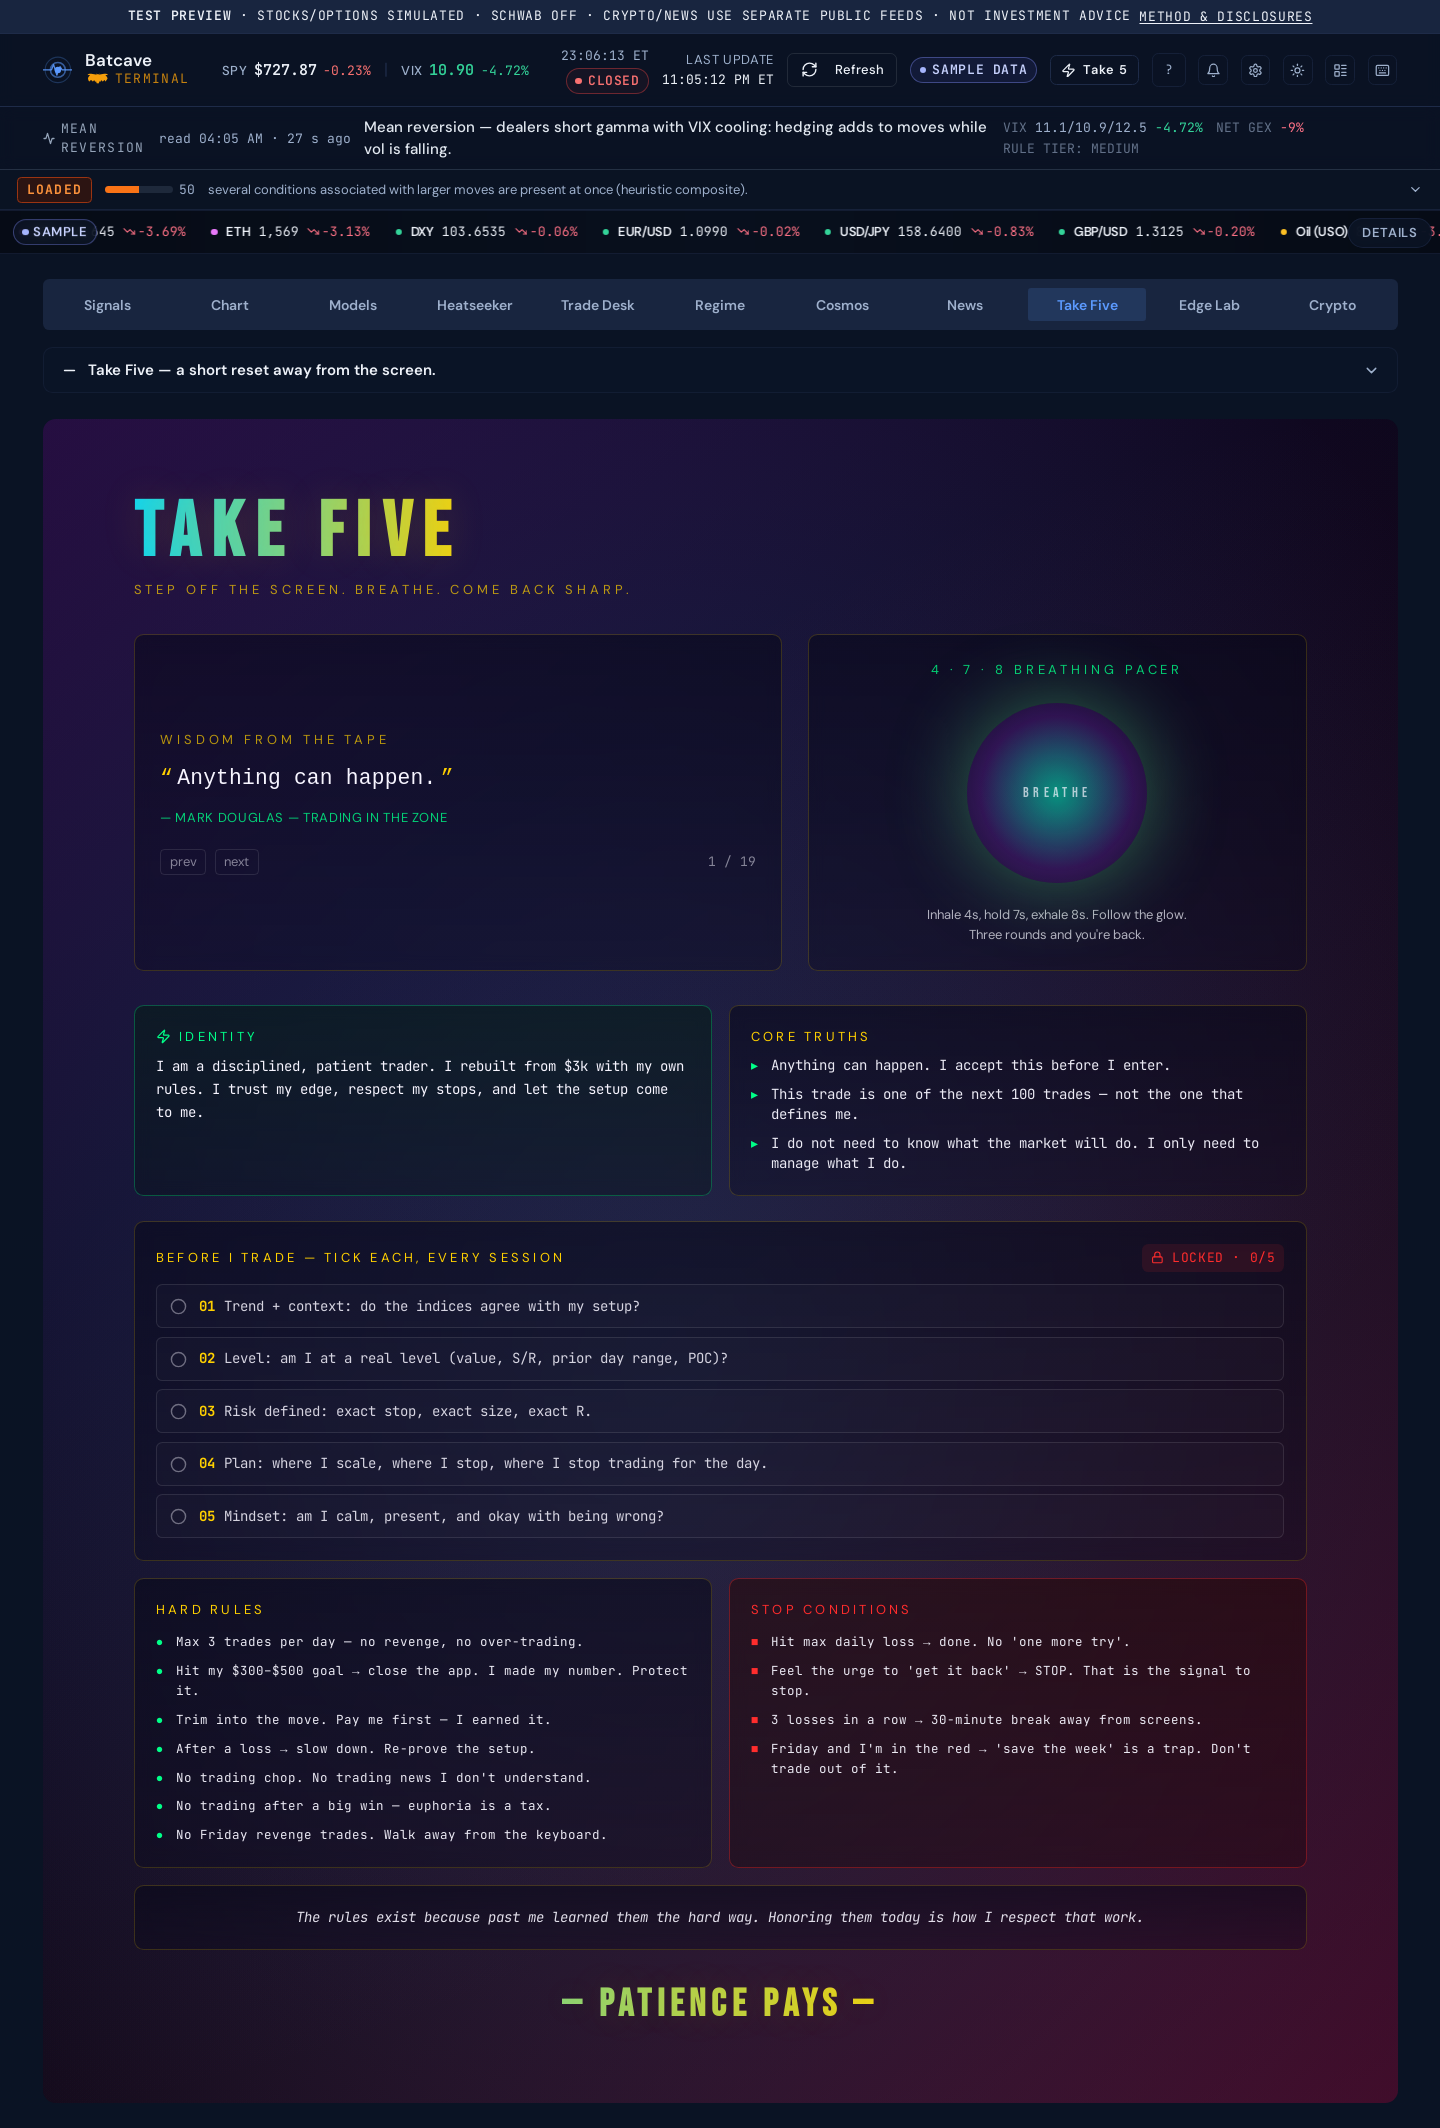 TEST PREVIEW · STOCKS/OPTIONS SIMULATED · SCHWAB OFF · CRYPTO/NEWS USE SEPARATE PUBLIC FEEDS · NOT INVESTMENT ADVICE METHOD & DISCLOSURES
Batcave
TERMINAL
SPY $727.87 -0.23%
VIX 10.90 -4.72%
23:06:13 ET
CLOSED
LAST UPDATE
11:05:12 PM ET
Refresh
SAMPLE DATA
Take 5
?
MEAN
REVERSION
read 04:05 AM · 27 s ago
Mean reversion — dealers short gamma with VIX cooling: hedging adds to moves while
vol is falling.
VIX 11.1/10.9/12.5 -4.72% NET GEX -9%
RULE TIER: MEDIUM
LOADED 50 several conditions associated with larger moves are present at once (heuristic composite).
SAMPLE 45 -3.69% ETH 1,569 -3.13% DXY 103.6535 -0.06% EUR/USD 1.0990 -0.02% USD/JPY 158.6400 -0.83% GBP/USD 1.3125 -0.20% Oil (USO) DETAILS
Signals Chart Models Heatseeker Trade Desk Regime Cosmos News Take Five Edge Lab Crypto
— Take Five — a short reset away from the screen.
TAKE FIVE
STEP OFF THE SCREEN. BREATHE. COME BACK SHARP.
WISDOM FROM THE TAPE
“Anything can happen.”
— MARK DOUGLAS — TRADING IN THE ZONE
prev next 1 / 19
4 · 7 · 8 BREATHING PACER
BREATHE
Inhale 4s, hold 7s, exhale 8s. Follow the glow.
Three rounds and you're back.
IDENTITY
I am a disciplined, patient trader. I rebuilt from $3k with my own
rules. I trust my edge, respect my stops, and let the setup come
to me.
CORE TRUTHS
Anything can happen. I accept this before I enter.
This trade is one of the next 100 trades — not the one that
defines me.
I do not need to know what the market will do. I only need to
manage what I do.
BEFORE I TRADE — TICK EACH, EVERY SESSION
LOCKED · 0/5
01 Trend + context: do the indices agree with my setup?
02 Level: am I at a real level (value, S/R, prior day range, POC)?
03 Risk defined: exact stop, exact size, exact R.
04 Plan: where I scale, where I stop, where I stop trading for the day.
05 Mindset: am I calm, present, and okay with being wrong?
HARD RULES
Max 3 trades per day — no revenge, no over-trading.
Hit my $300–$500 goal → close the app. I made my number. Protect
it.
Trim into the move. Pay me first — I earned it.
After a loss → slow down. Re-prove the setup.
No trading chop. No trading news I don't understand.
No trading after a big win — euphoria is a tax.
No Friday revenge trades. Walk away from the keyboard.
STOP CONDITIONS
Hit max daily loss → done. No 'one more try'.
Feel the urge to 'get it back' → STOP. That is the signal to
stop.
3 losses in a row → 30-minute break away from screens.
Friday and I'm in the red → 'save the week' is a trap. Don't
trade out of it.
The rules exist because past me learned them the hard way. Honoring them today is how I respect that work.
— PATIENCE PAYS —